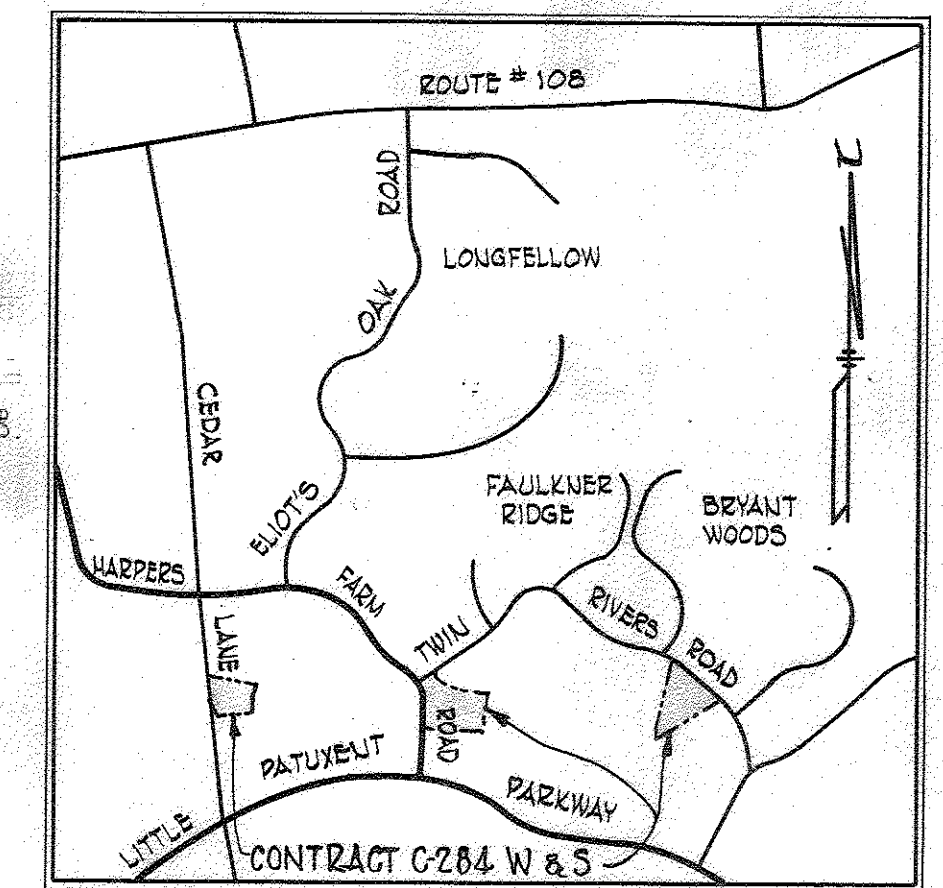 ROUTE # 108
N
ROAD
LONGFELLOW
OAK
CEDAR
ELIOT'S
FAULKNER
RIDGE
BRYANT
WOODS
HARPERS
FARM
LANE
TWIN
RIVERS
ROAD
ROAD
PATUXENT
PARKWAY
LITTLE
CONTRACT C-284 W & S